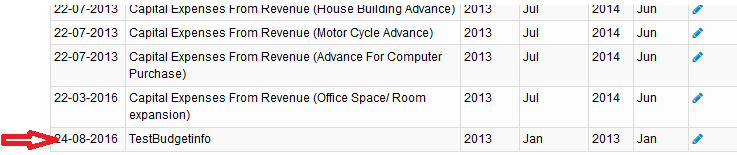 22-07-2013 Capital Expenses From Revenue (House Building Advance) 2013 Jul 2014 Jun
22-07-2013 Capital Expenses From Revenue (Motor Cycle Advance) 2013 Jul 2014 Jun
22-07-2013 Capital Expenses From Revenue (Advance For Computer 2013 Jul 2014 Jun
Purchase)
22-03-2016 Capital Expenses From Revenue (Office Space/ Room 2013 Jul 2014 Jun
expansion)
24-08-2016 TestBudgetinfo 2013 Jan 2013 Jan